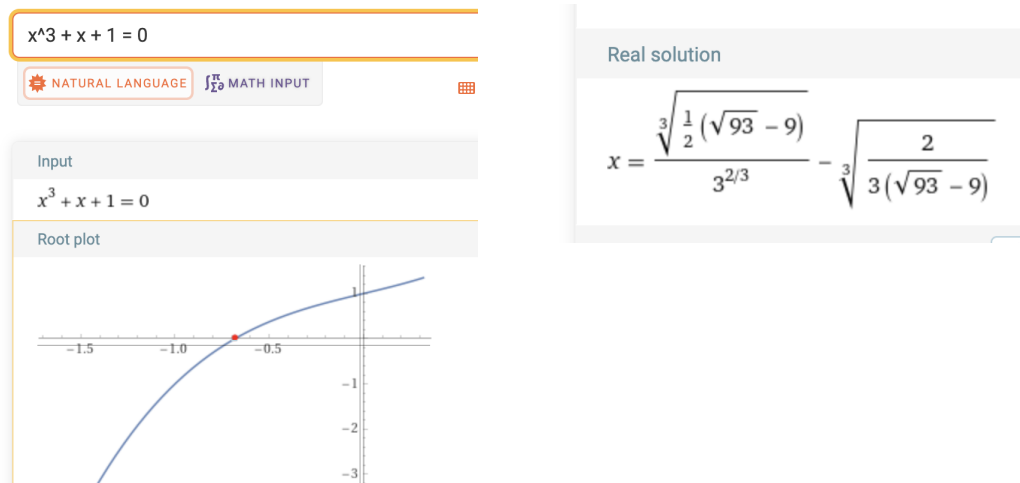 x^3 + x + 1 = 0
NATURAL LANGUAGE
∫Σ∂π MATH INPUT
Input
x³ + x + 1 = 0
Root plot
1
−1.5 −1.0 −0.5
−1
−2
−3
Real solution
x = ∛(½(√93 − 9)) / 3^(2/3) − ∛(2 / (3(√93 − 9)))